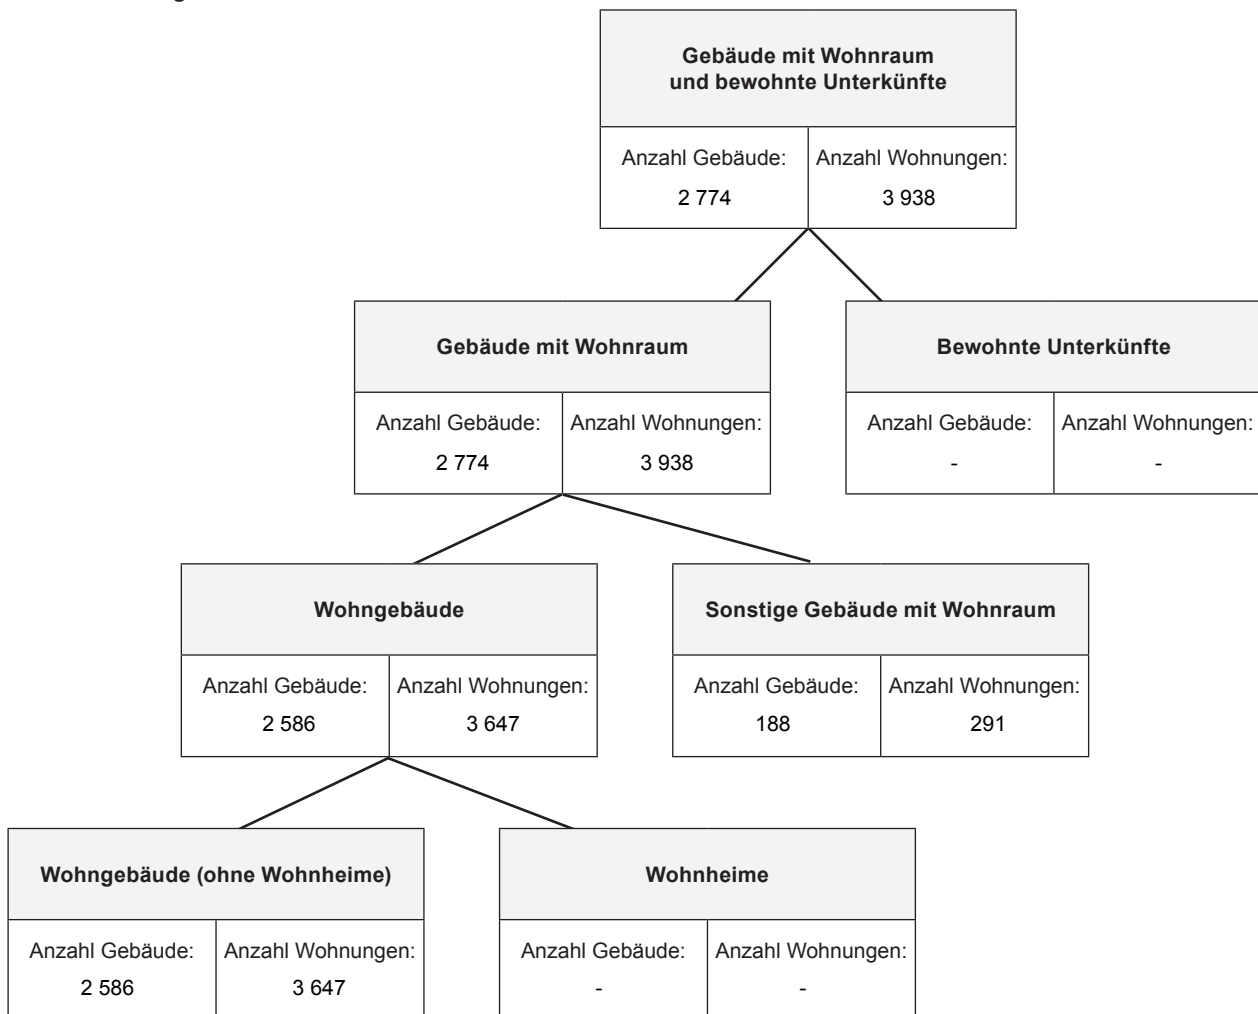 Gebäude mit Wohnraum
und bewohnte Unterkünfte
Anzahl Gebäude: Anzahl Wohnungen:
2 774 3 938
Gebäude mit Wohnraum Bewohnte Unterkünfte
Anzahl Gebäude: Anzahl Wohnungen: Anzahl Gebäude: Anzahl Wohnungen:
2 774 3 938 - -
Wohngebäude Sonstige Gebäude mit Wohnraum
Anzahl Gebäude: Anzahl Wohnungen: Anzahl Gebäude: Anzahl Wohnungen:
2 586 3 647 188 291
Wohngebäude (ohne Wohnheime) Wohnheime
Anzahl Gebäude: Anzahl Wohnungen: Anzahl Gebäude: Anzahl Wohnungen:
2 586 3 647 - -